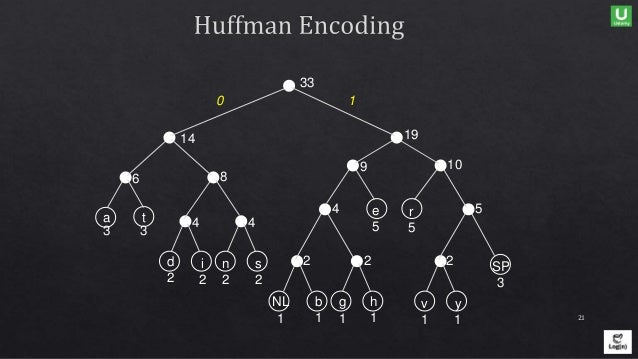 Huffman Encoding
U
Udemy
33
0 1
14 19
6 8 9 10
a t 4 4 4 e r 5
3 3 5 5
d i n s 2 2 2 SP
2 2 2 2 3
NL b g h v y
1 1 1 1 1 1
21
Log(n)